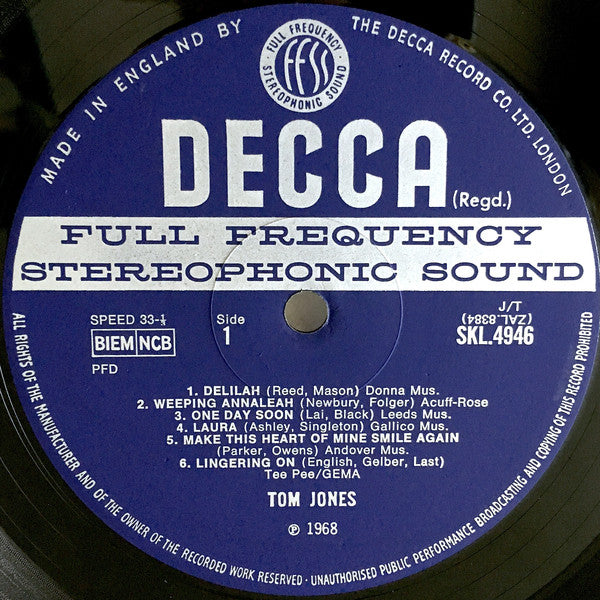 MADE IN ENGLAND BY
THE DECCA RECORD CO. LTD. LONDON
FULL FREQUENCY · STEREOPHONIC SOUND ·
FFSS
DECCA
(Regd.)
FULL FREQUENCY
STEREOPHONIC SOUND
SPEED 33-⅓
BIEM NCB
PFD
Side
1
J/T
(ZAL.8384)
SKL.4946
1. DELILAH (Reed, Mason) Donna Mus.
2. WEEPING ANNALEAH (Newbury, Folger) Acuff-Rose
3. ONE DAY SOON (Lai, Black) Leeds Mus.
4. LAURA (Ashley, Singleton) Gallico Mus.
5. MAKE THIS HEART OF MINE SMILE AGAIN
(Parker, Owens) Andover Mus.
6. LINGERING ON (English, Gelber, Last)
Tee Pee/GEMA
TOM JONES
℗ 1968
ALL RIGHTS OF THE MANUFACTURER AND OF THE OWNER OF THE RECORDED WORK RESERVED · UNAUTHORISED PUBLIC PERFORMANCE BROADCASTING AND COPYING OF THIS RECORD PROHIBITED